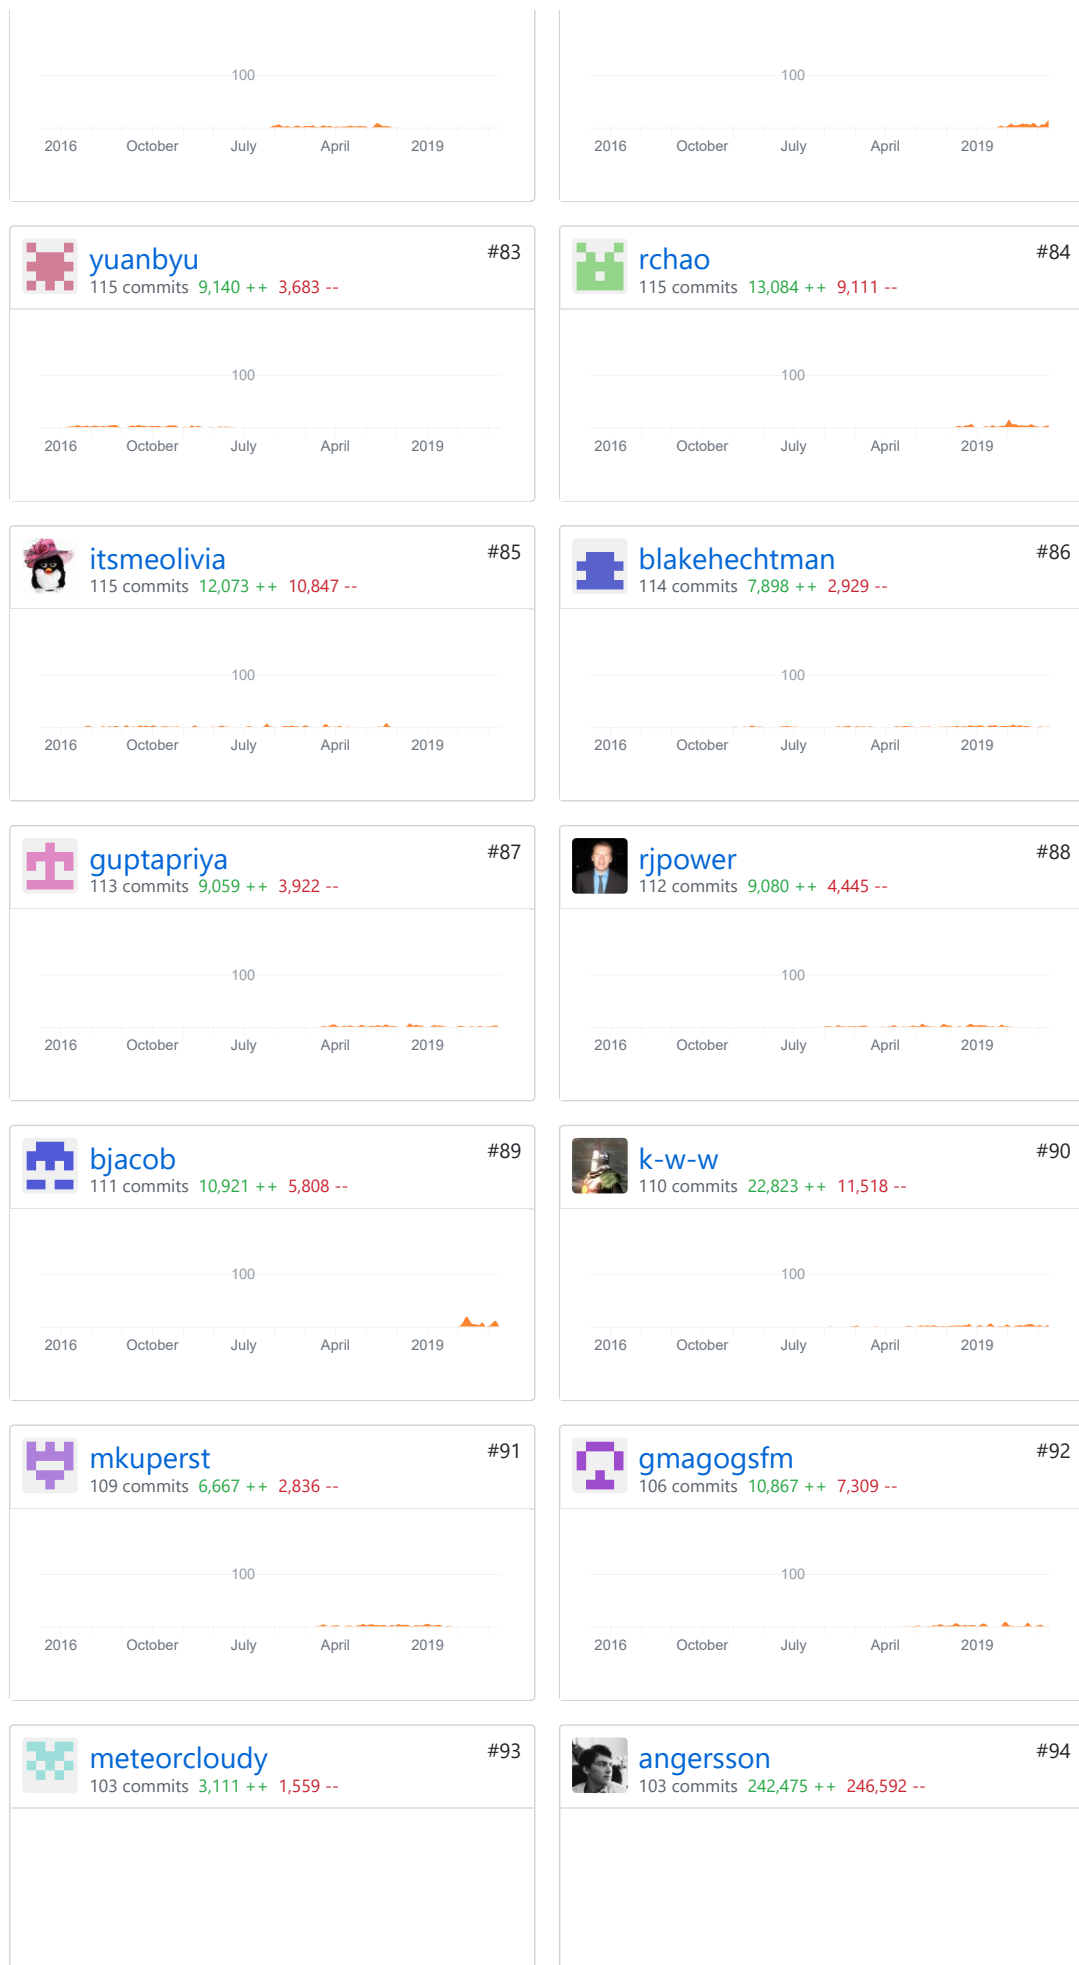 100
2016 October July April 2019
100
2016 October July April 2019
yuanbyu #83
115 commits 9,140 ++ 3,683 --
100
2016 October July April 2019
rchao #84
115 commits 13,084 ++ 9,111 --
100
2016 October July April 2019
itsmeolivia #85
115 commits 12,073 ++ 10,847 --
100
2016 October July April 2019
blakehechtman #86
114 commits 7,898 ++ 2,929 --
100
2016 October July April 2019
guptapriya #87
113 commits 9,059 ++ 3,922 --
100
2016 October July April 2019
rjpower #88
112 commits 9,080 ++ 4,445 --
100
2016 October July April 2019
bjacob #89
111 commits 10,921 ++ 5,808 --
100
2016 October July April 2019
k-w-w #90
110 commits 22,823 ++ 11,518 --
100
2016 October July April 2019
mkuperst #91
109 commits 6,667 ++ 2,836 --
100
2016 October July April 2019
gmagogsfm #92
106 commits 10,867 ++ 7,309 --
100
2016 October July April 2019
meteorcloudy #93
103 commits 3,111 ++ 1,559 --
angersson #94
103 commits 242,475 ++ 246,592 --